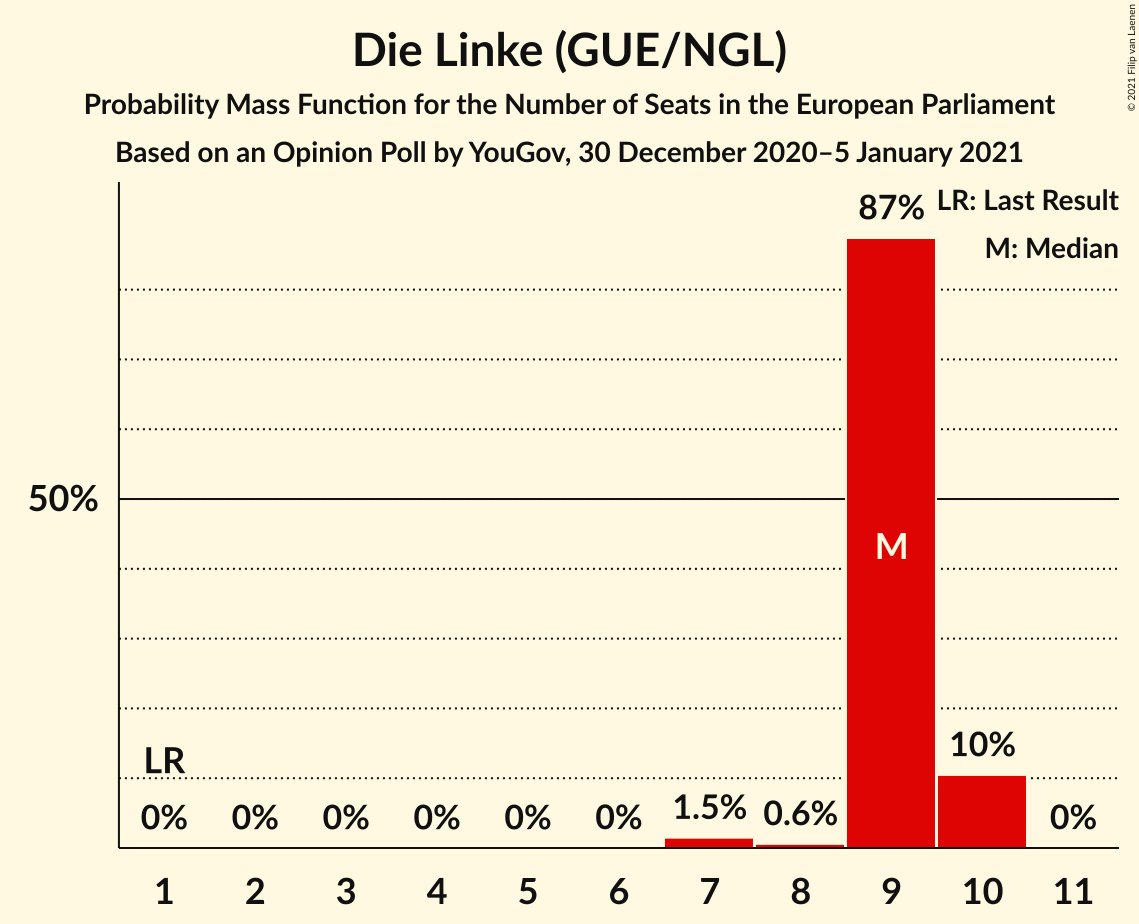 Die Linke (GUE/NGL)
Probability Mass Function for the Number of Seats in the European Parliament
Based on an Opinion Poll by YouGov, 30 December 2020–5 January 2021
© 2021 Filip van Laenen
87%
LR: Last Result
M: Median
50%
M
LR
10%
0%
0%
0%
0%
0%
0%
1.5%
0.6%
0%
1 2 3 4 5 6 7 8 9 10 11